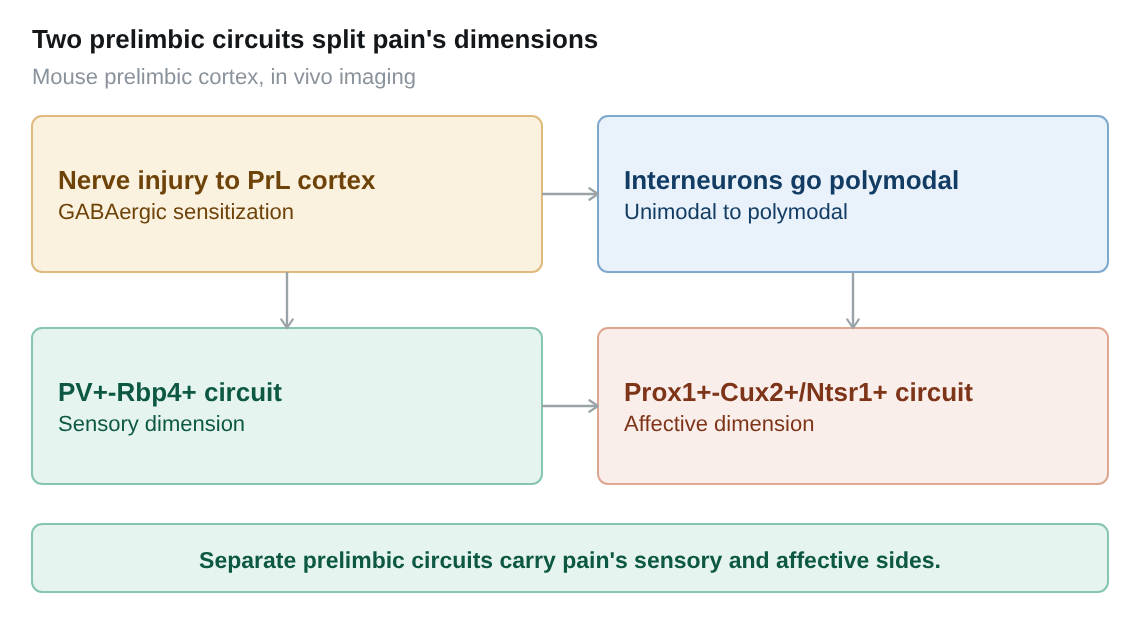 Two prelimbic circuits split pain's dimensions
Mouse prelimbic cortex, in vivo imaging
Nerve injury to PrL cortex
GABAergic sensitization
Interneurons go polymodal
Unimodal to polymodal
PV+-Rbp4+ circuit
Sensory dimension
Prox1+-Cux2+/Ntsr1+ circuit
Affective dimension
Separate prelimbic circuits carry pain's sensory and affective sides.